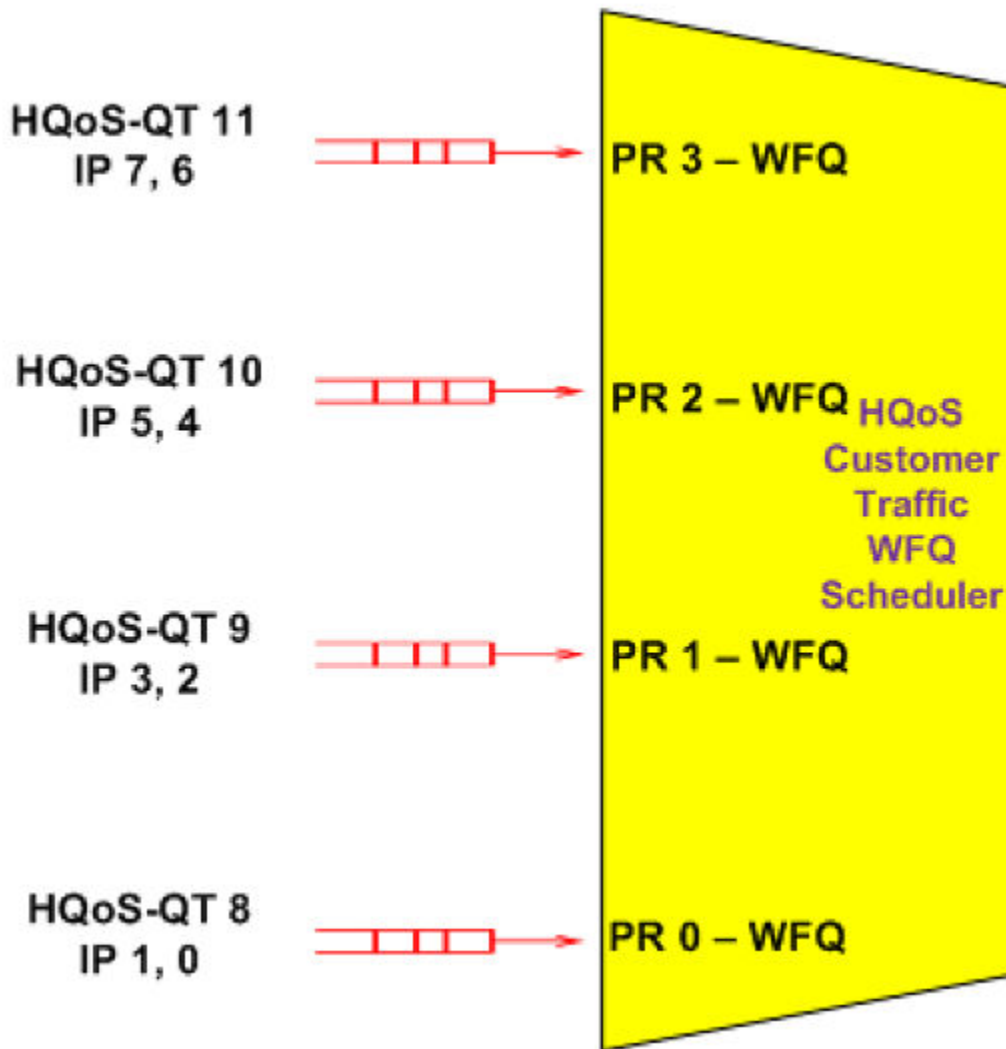 HQoS-QT 11
IP 7, 6
PR 3 – WFQ
HQoS-QT 10
IP 5, 4
PR 2 – WFQ
HQoS
Customer
Traffic
WFQ
Scheduler
HQoS-QT 9
IP 3, 2
PR 1 – WFQ
HQoS-QT 8
IP 1, 0
PR 0 – WFQ